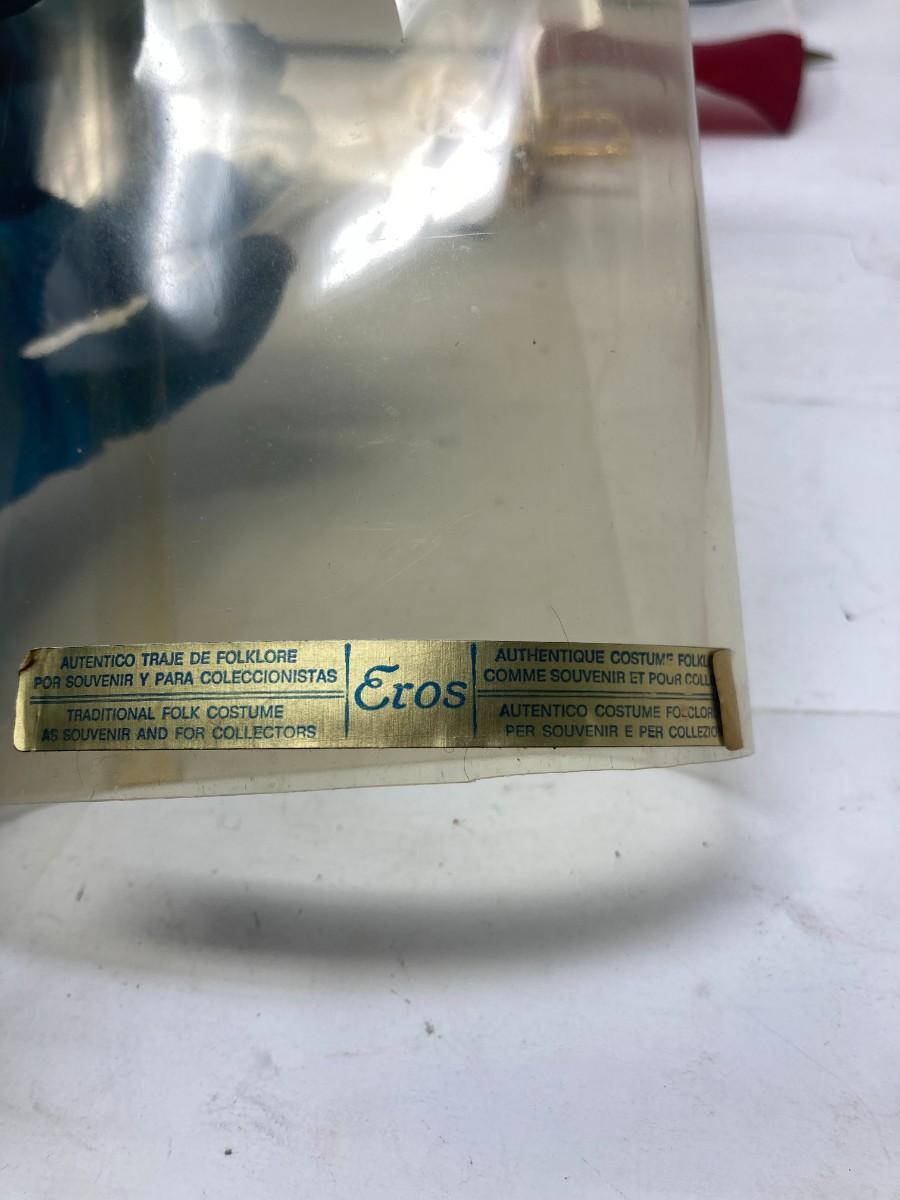 AUTENTICO TRAJE DE FOLKLORE
POR SOUVENIR Y PARA COLECCIONISTAS
TRADITIONAL FOLK COSTUME
AS SOUVENIR AND FOR COLLECTORS
Eros
AUTHENTIQUE COSTUME
COMME SOUVENIR ET POUR
AUTENTICO COSTUME
PER SOUVENIR E PER